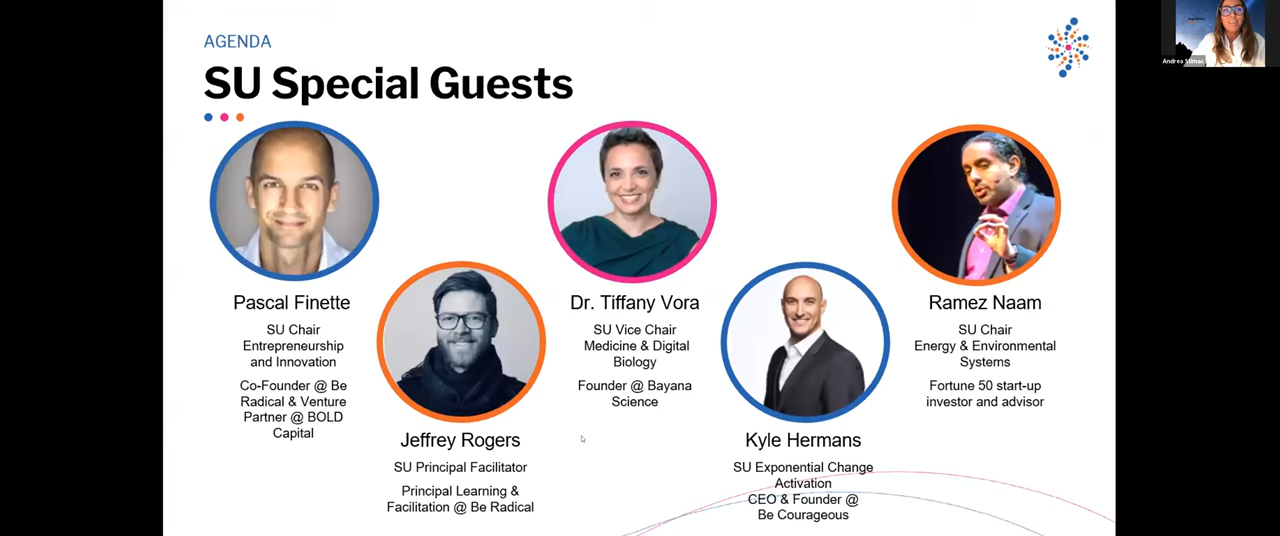 AGENDA
SU Special Guests
Pascal Finette
SU Chair
Entrepreneurship
and Innovation
Co-Founder @ Be
Radical & Venture
Partner @ BOLD
Capital
Jeffrey Rogers
SU Principal Facilitator
Principal Learning &
Facilitation @ Be Radical
Dr. Tiffany Vora
SU Vice Chair
Medicine & Digital
Biology
Founder @ Bayana
Science
Kyle Hermans
SU Exponential Change
Activation
CEO & Founder @
Be Courageous
Ramez Naam
SU Chair
Energy & Environmental
Systems
Fortune 50 start-up
investor and advisor
Andrea Stimac